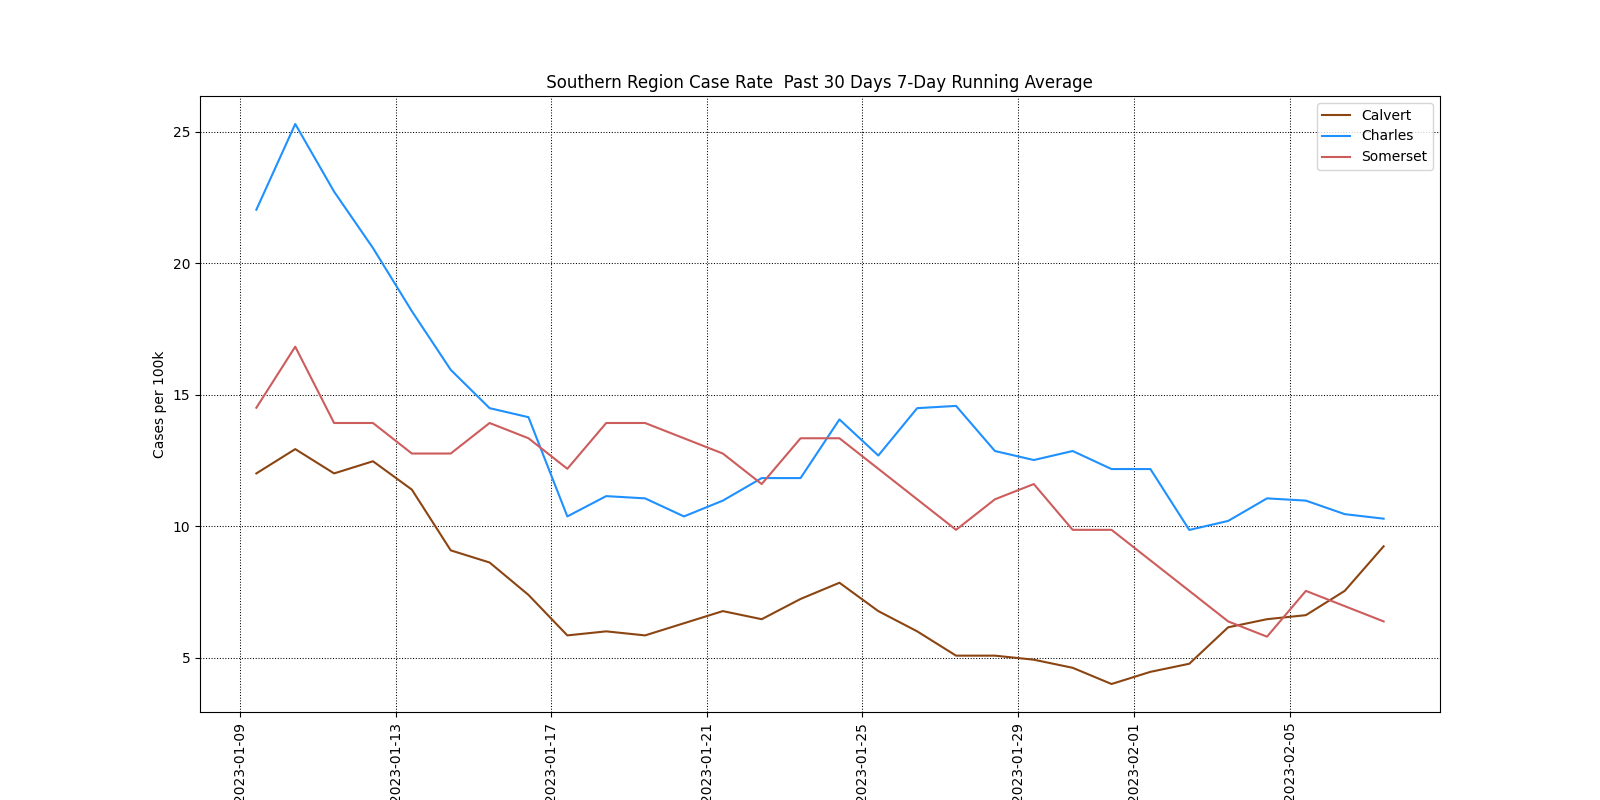 Southern Region Case Rate  Past 30 Days 7-Day Running Average
Calvert
Charles
Somerset
Cases per 100k
25
20
15
10
5
2023-01-09
2023-01-13
2023-01-17
2023-01-21
2023-01-25
2023-01-29
2023-02-01
2023-02-05